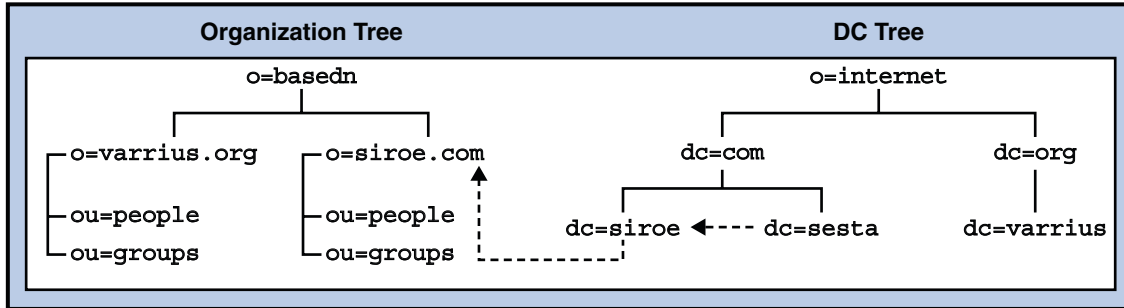 Organization Tree
DC Tree
o=basedn
o=internet
o=varrius.org
o=siroe.com
dc=com
dc=org
ou=people
ou=people
dc=siroe
dc=sesta
dc=varrius
ou=groups
ou=groups